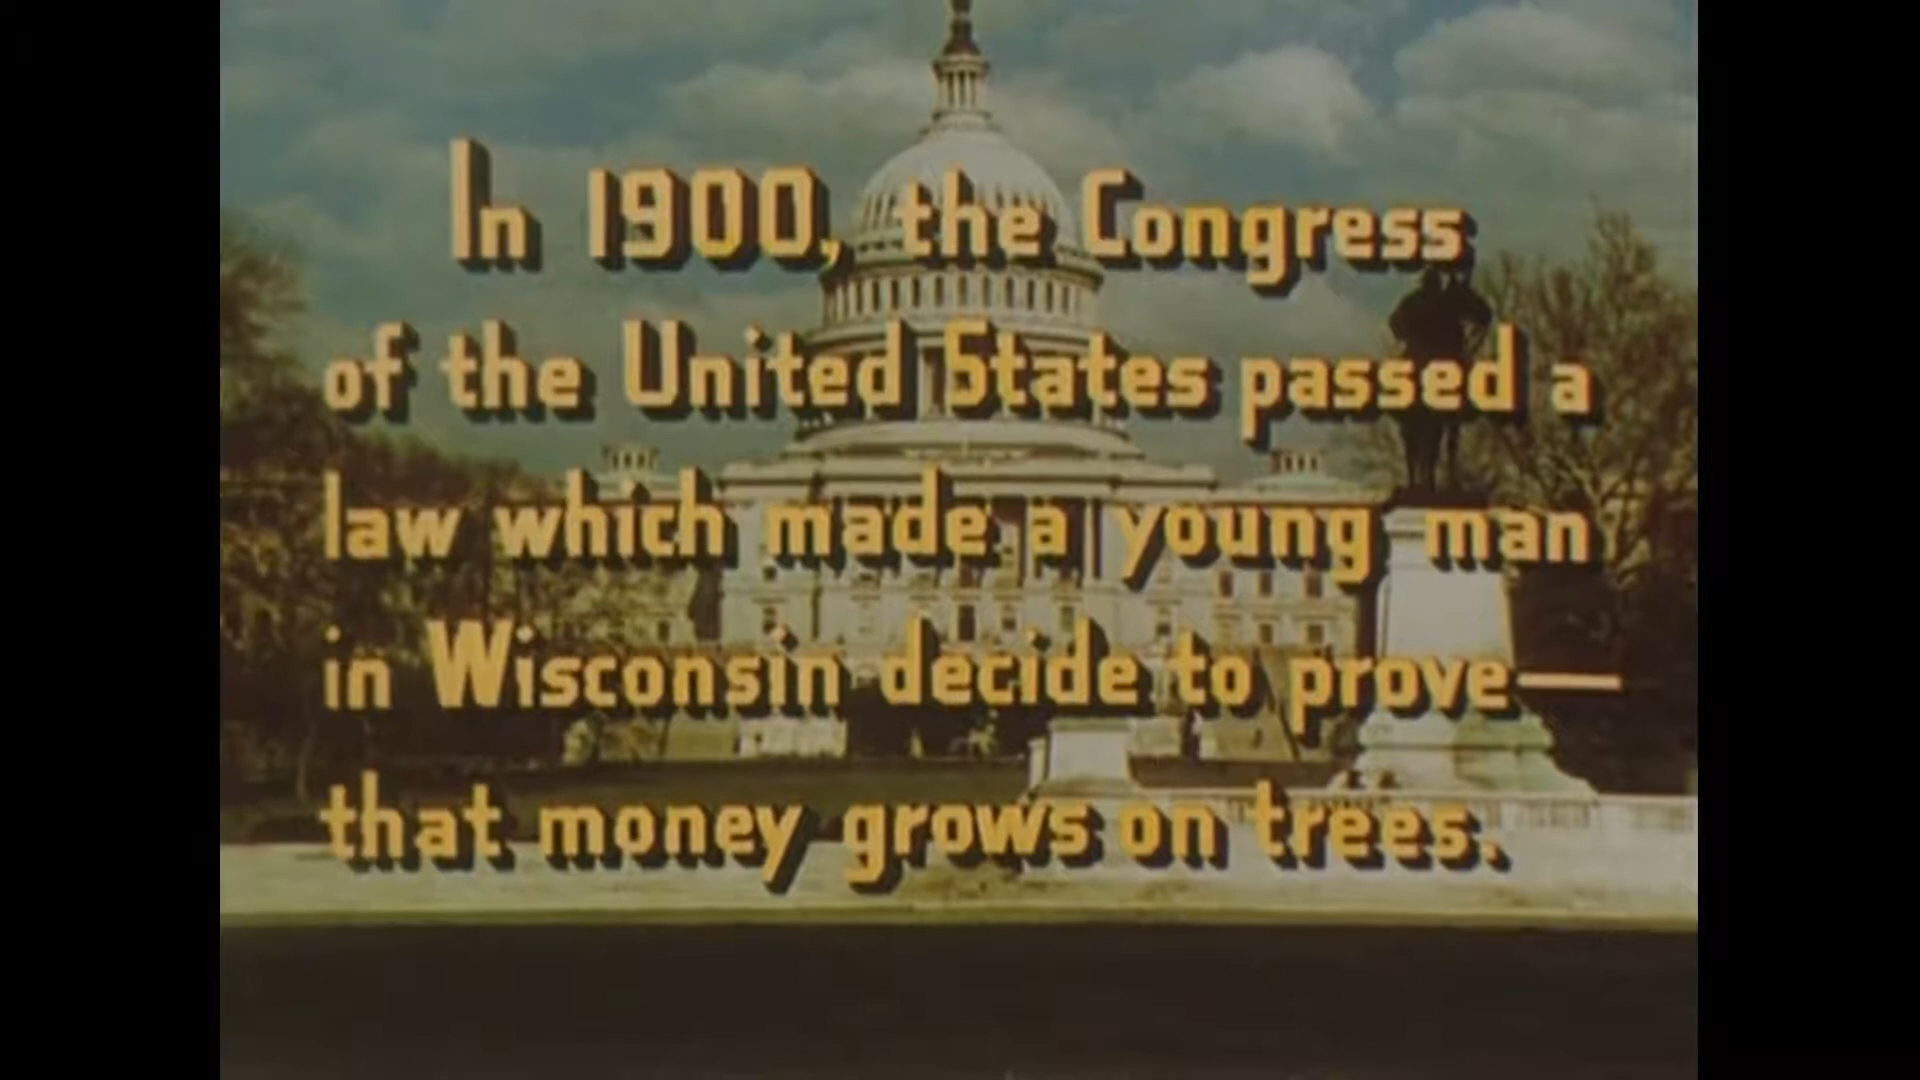 In 1900, the Congress
of the United States passed a
law which made a young man
in Wisconsin decide to prove—
that money grows on trees.